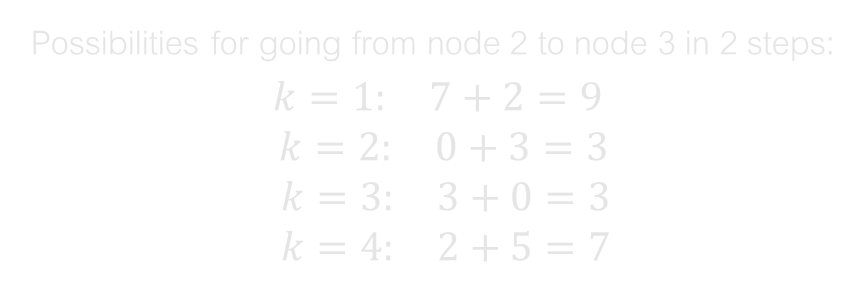 Possibilities for going from node 2 to node 3 in 2 steps:
k = 1: 7 + 2 = 9
k = 2: 0 + 3 = 3
k = 3: 3 + 0 = 3
k = 4: 2 + 5 = 7